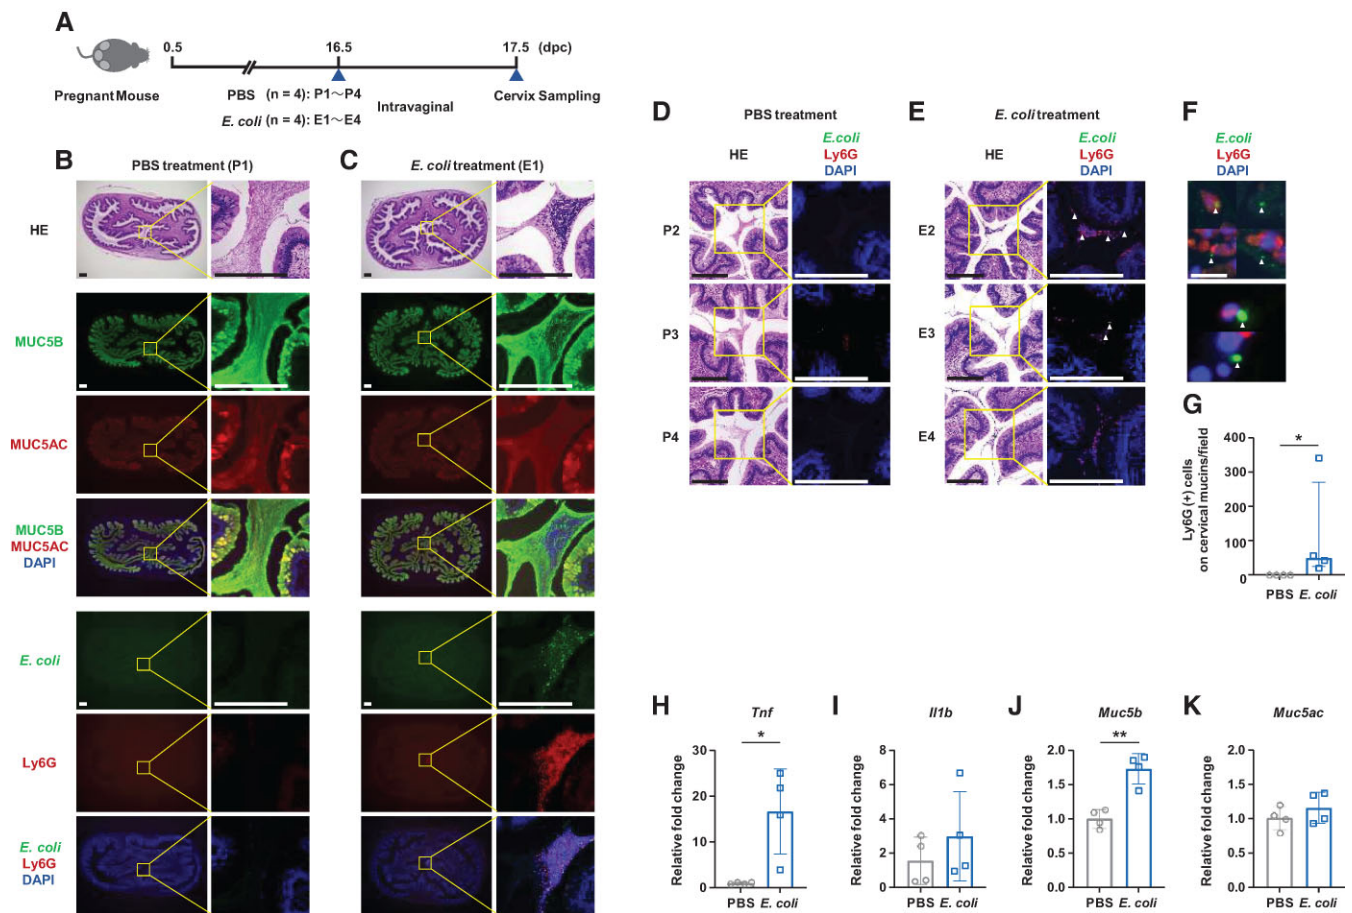 A
0.5 16.5 17.5 (dpc)
Pregnant Mouse
PBS (n = 4): P1～P4
E. coli (n = 4): E1～E4
Intravaginal
Cervix Sampling
B
PBS treatment (P1)
C
E. coli treatment (E1)
HE
MUC5B
MUC5AC
MUC5B
MUC5AC
DAPI
E. coli
Ly6G
E. coli
Ly6G
DAPI
D
PBS treatment
HE
E.coli
Ly6G
DAPI
P2
P3
P4
E
E. coli treatment
HE
E.coli
Ly6G
DAPI
E2
E3
E4
F
E.coli
Ly6G
DAPI
G
Ly6G (+) cells
on cervical mucins/field
400
300
200
100
0
*
PBS E. coli
H
Tnf
Relative fold change
30
20
10
0
*
PBS E. coli
I
Il1b
Relative fold change
8
6
4
2
0
PBS E. coli
J
Muc5b
Relative fold change
2.0
1.5
1.0
0.5
0.0
**
PBS E. coli
K
Muc5ac
Relative fold change
2.0
1.5
1.0
0.5
0.0
PBS E. coli